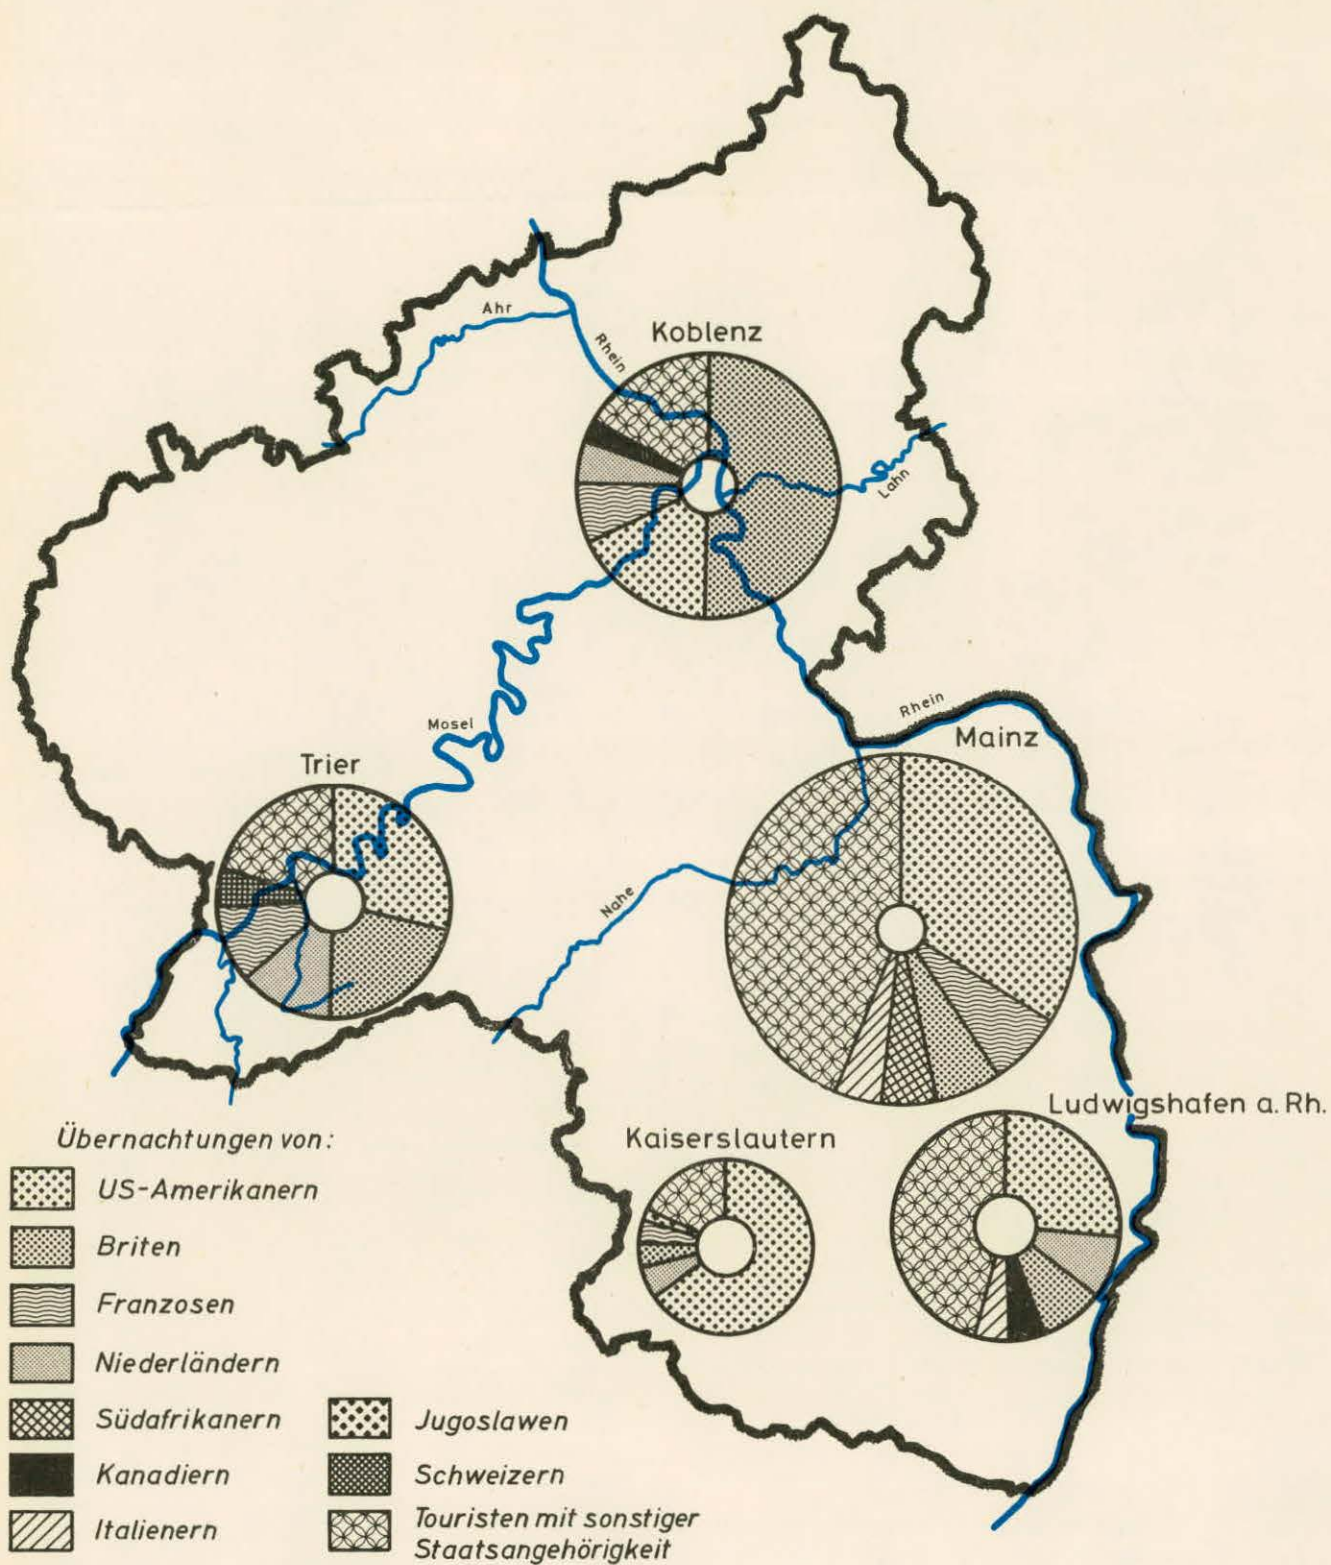 Ahr
Rhein
Koblenz
Lahn
Mosel
Rhein
Mainz
Trier
Nahe
Ludwigshafen a. Rh.
Kaiserslautern
Übernachtungen von:
US-Amerikanern
Briten
Franzosen
Niederländern
Südafrikanern
Kanadiern
Italienern
Jugoslawen
Schweizern
Touristen mit sonstiger
Staatsangehörigkeit